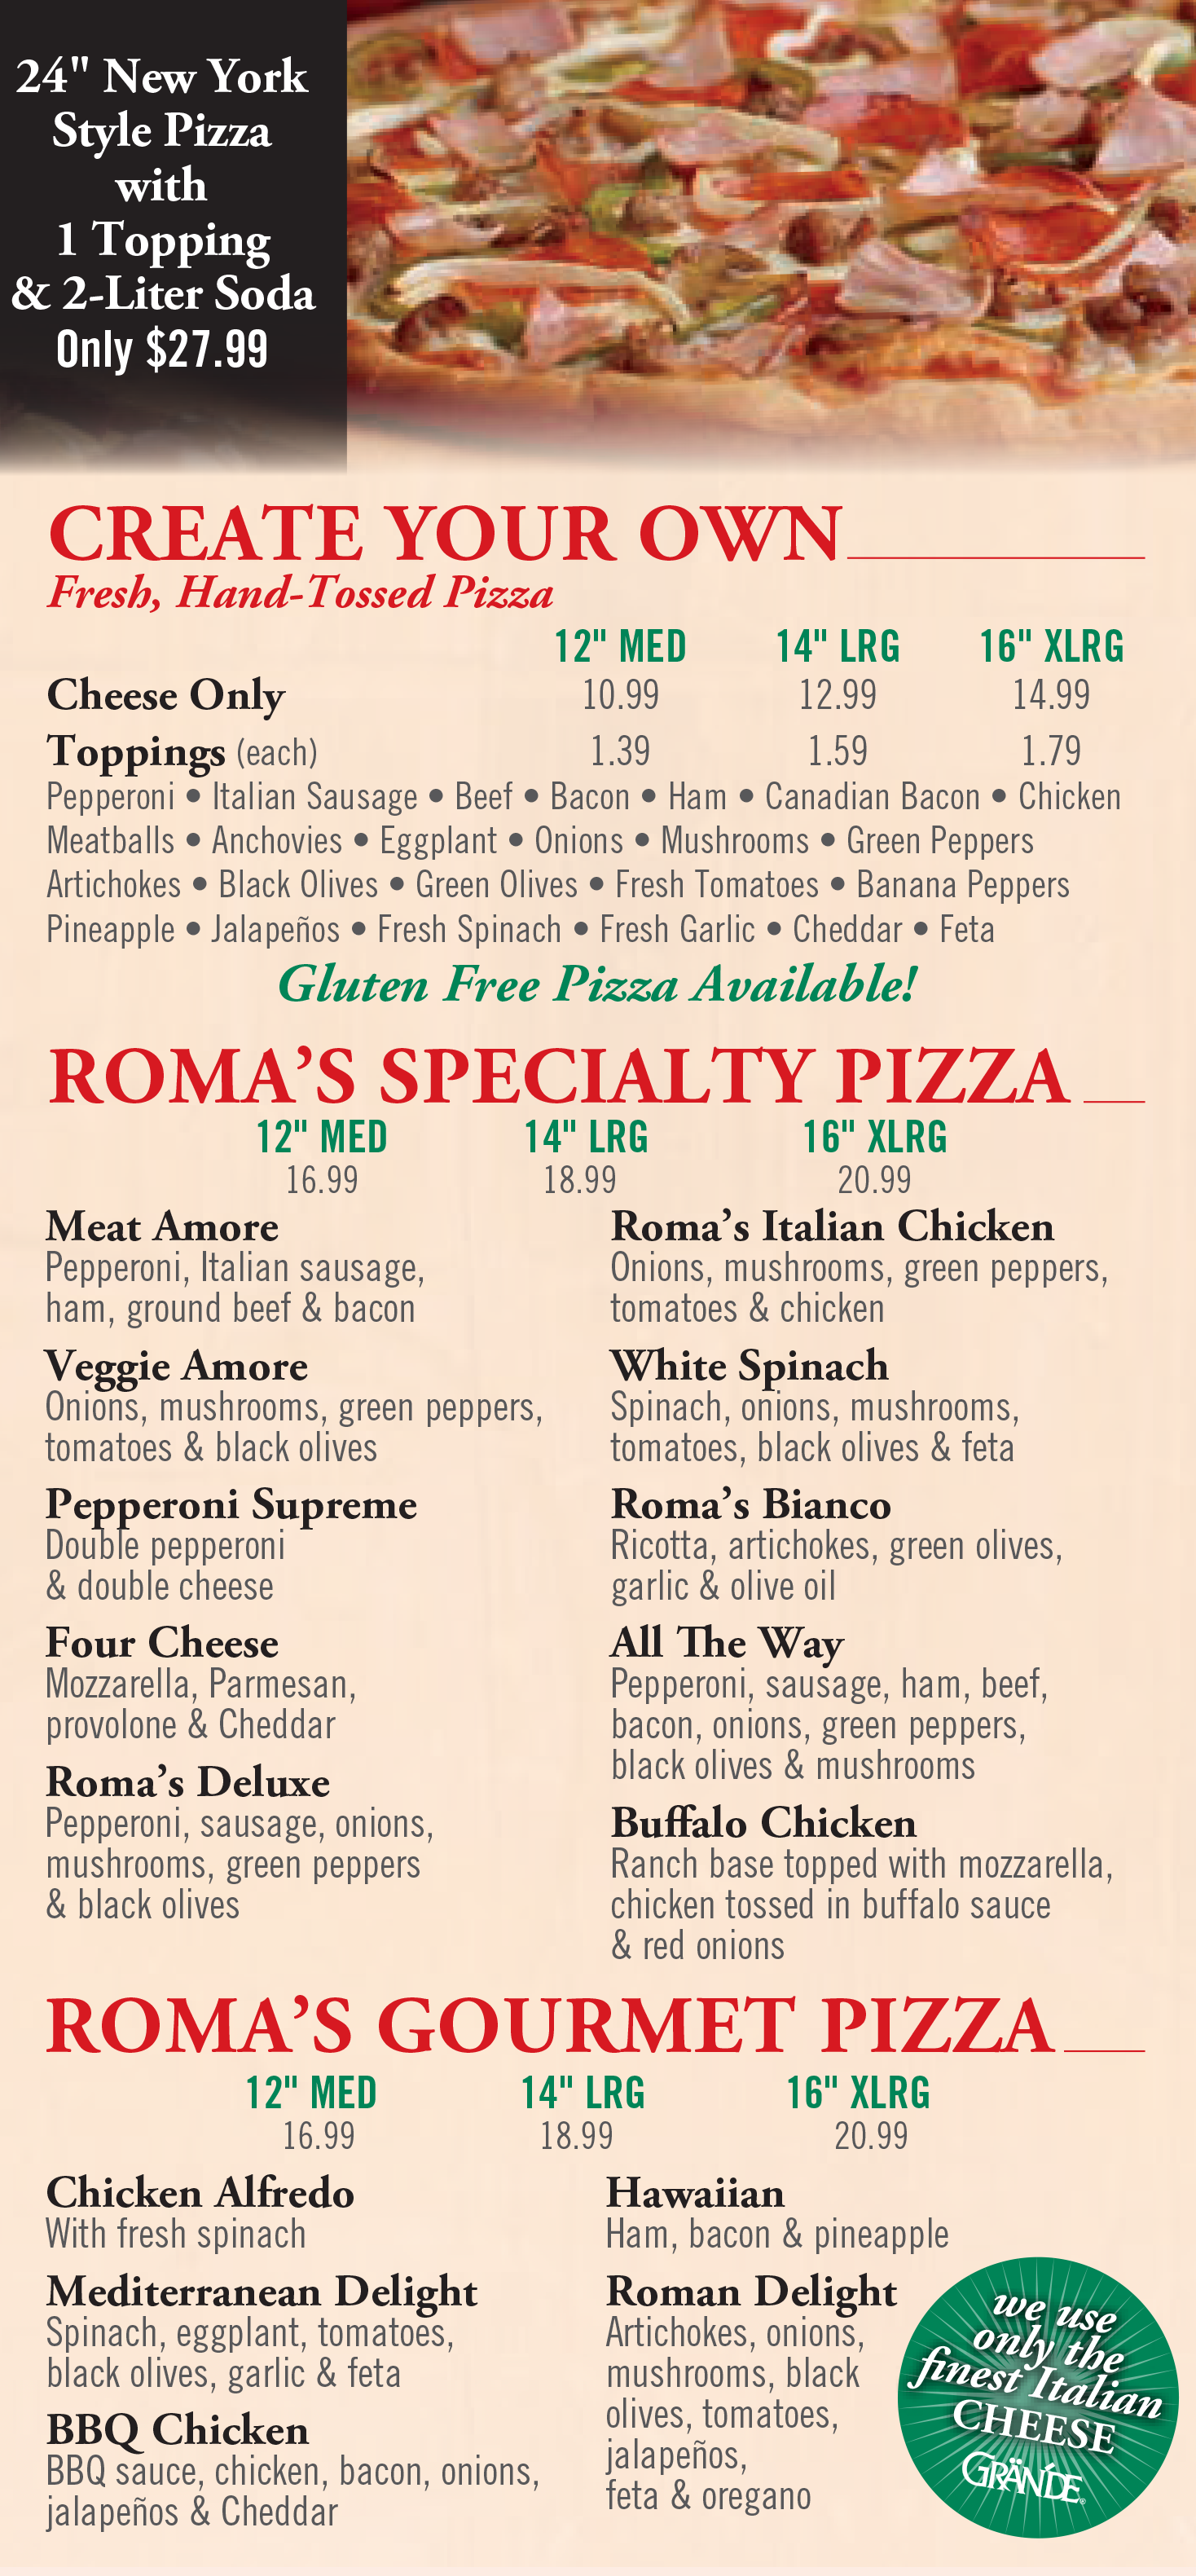 24" New York
Style Pizza
with
1 Topping
& 2-Liter Soda
Only $27.99
CREATE YOUR OWN
Fresh, Hand-Tossed Pizza
12" MED 14" LRG 16" XLRG
Cheese Only 10.99 12.99 14.99
Toppings (each) 1.39 1.59 1.79
Pepperoni • Italian Sausage • Beef • Bacon • Ham • Canadian Bacon • Chicken
Meatballs • Anchovies • Eggplant • Onions • Mushrooms • Green Peppers
Artichokes • Black Olives • Green Olives • Fresh Tomatoes • Banana Peppers
Pineapple • Jalapeños • Fresh Spinach • Fresh Garlic • Cheddar • Feta
Gluten Free Pizza Available!
ROMA'S SPECIALTY PIZZA
12" MED 14" LRG 16" XLRG
16.99 18.99 20.99
Meat Amore
Pepperoni, Italian sausage,
ham, ground beef & bacon
Veggie Amore
Onions, mushrooms, green peppers,
tomatoes & black olives
Pepperoni Supreme
Double pepperoni
& double cheese
Four Cheese
Mozzarella, Parmesan,
provolone & Cheddar
Roma's Deluxe
Pepperoni, sausage, onions,
mushrooms, green peppers
& black olives
Roma's Italian Chicken
Onions, mushrooms, green peppers,
tomatoes & chicken
White Spinach
Spinach, onions, mushrooms,
tomatoes, black olives & feta
Roma's Bianco
Ricotta, artichokes, green olives,
garlic & olive oil
All The Way
Pepperoni, sausage, ham, beef,
bacon, onions, green peppers,
black olives & mushrooms
Buffalo Chicken
Ranch base topped with mozzarella,
chicken tossed in buffalo sauce
& red onions
ROMA'S GOURMET PIZZA
12" MED 14" LRG 16" XLRG
16.99 18.99 20.99
Chicken Alfredo
With fresh spinach
Mediterranean Delight
Spinach, eggplant, tomatoes,
black olives, garlic & feta
BBQ Chicken
BBQ sauce, chicken, bacon, onions,
jalapeños & Cheddar
Hawaiian
Ham, bacon & pineapple
Roman Delight
Artichokes, onions,
mushrooms, black
olives, tomatoes,
jalapeños,
feta & oregano
we use
only the
finest Italian
CHEESE
GRANDE®